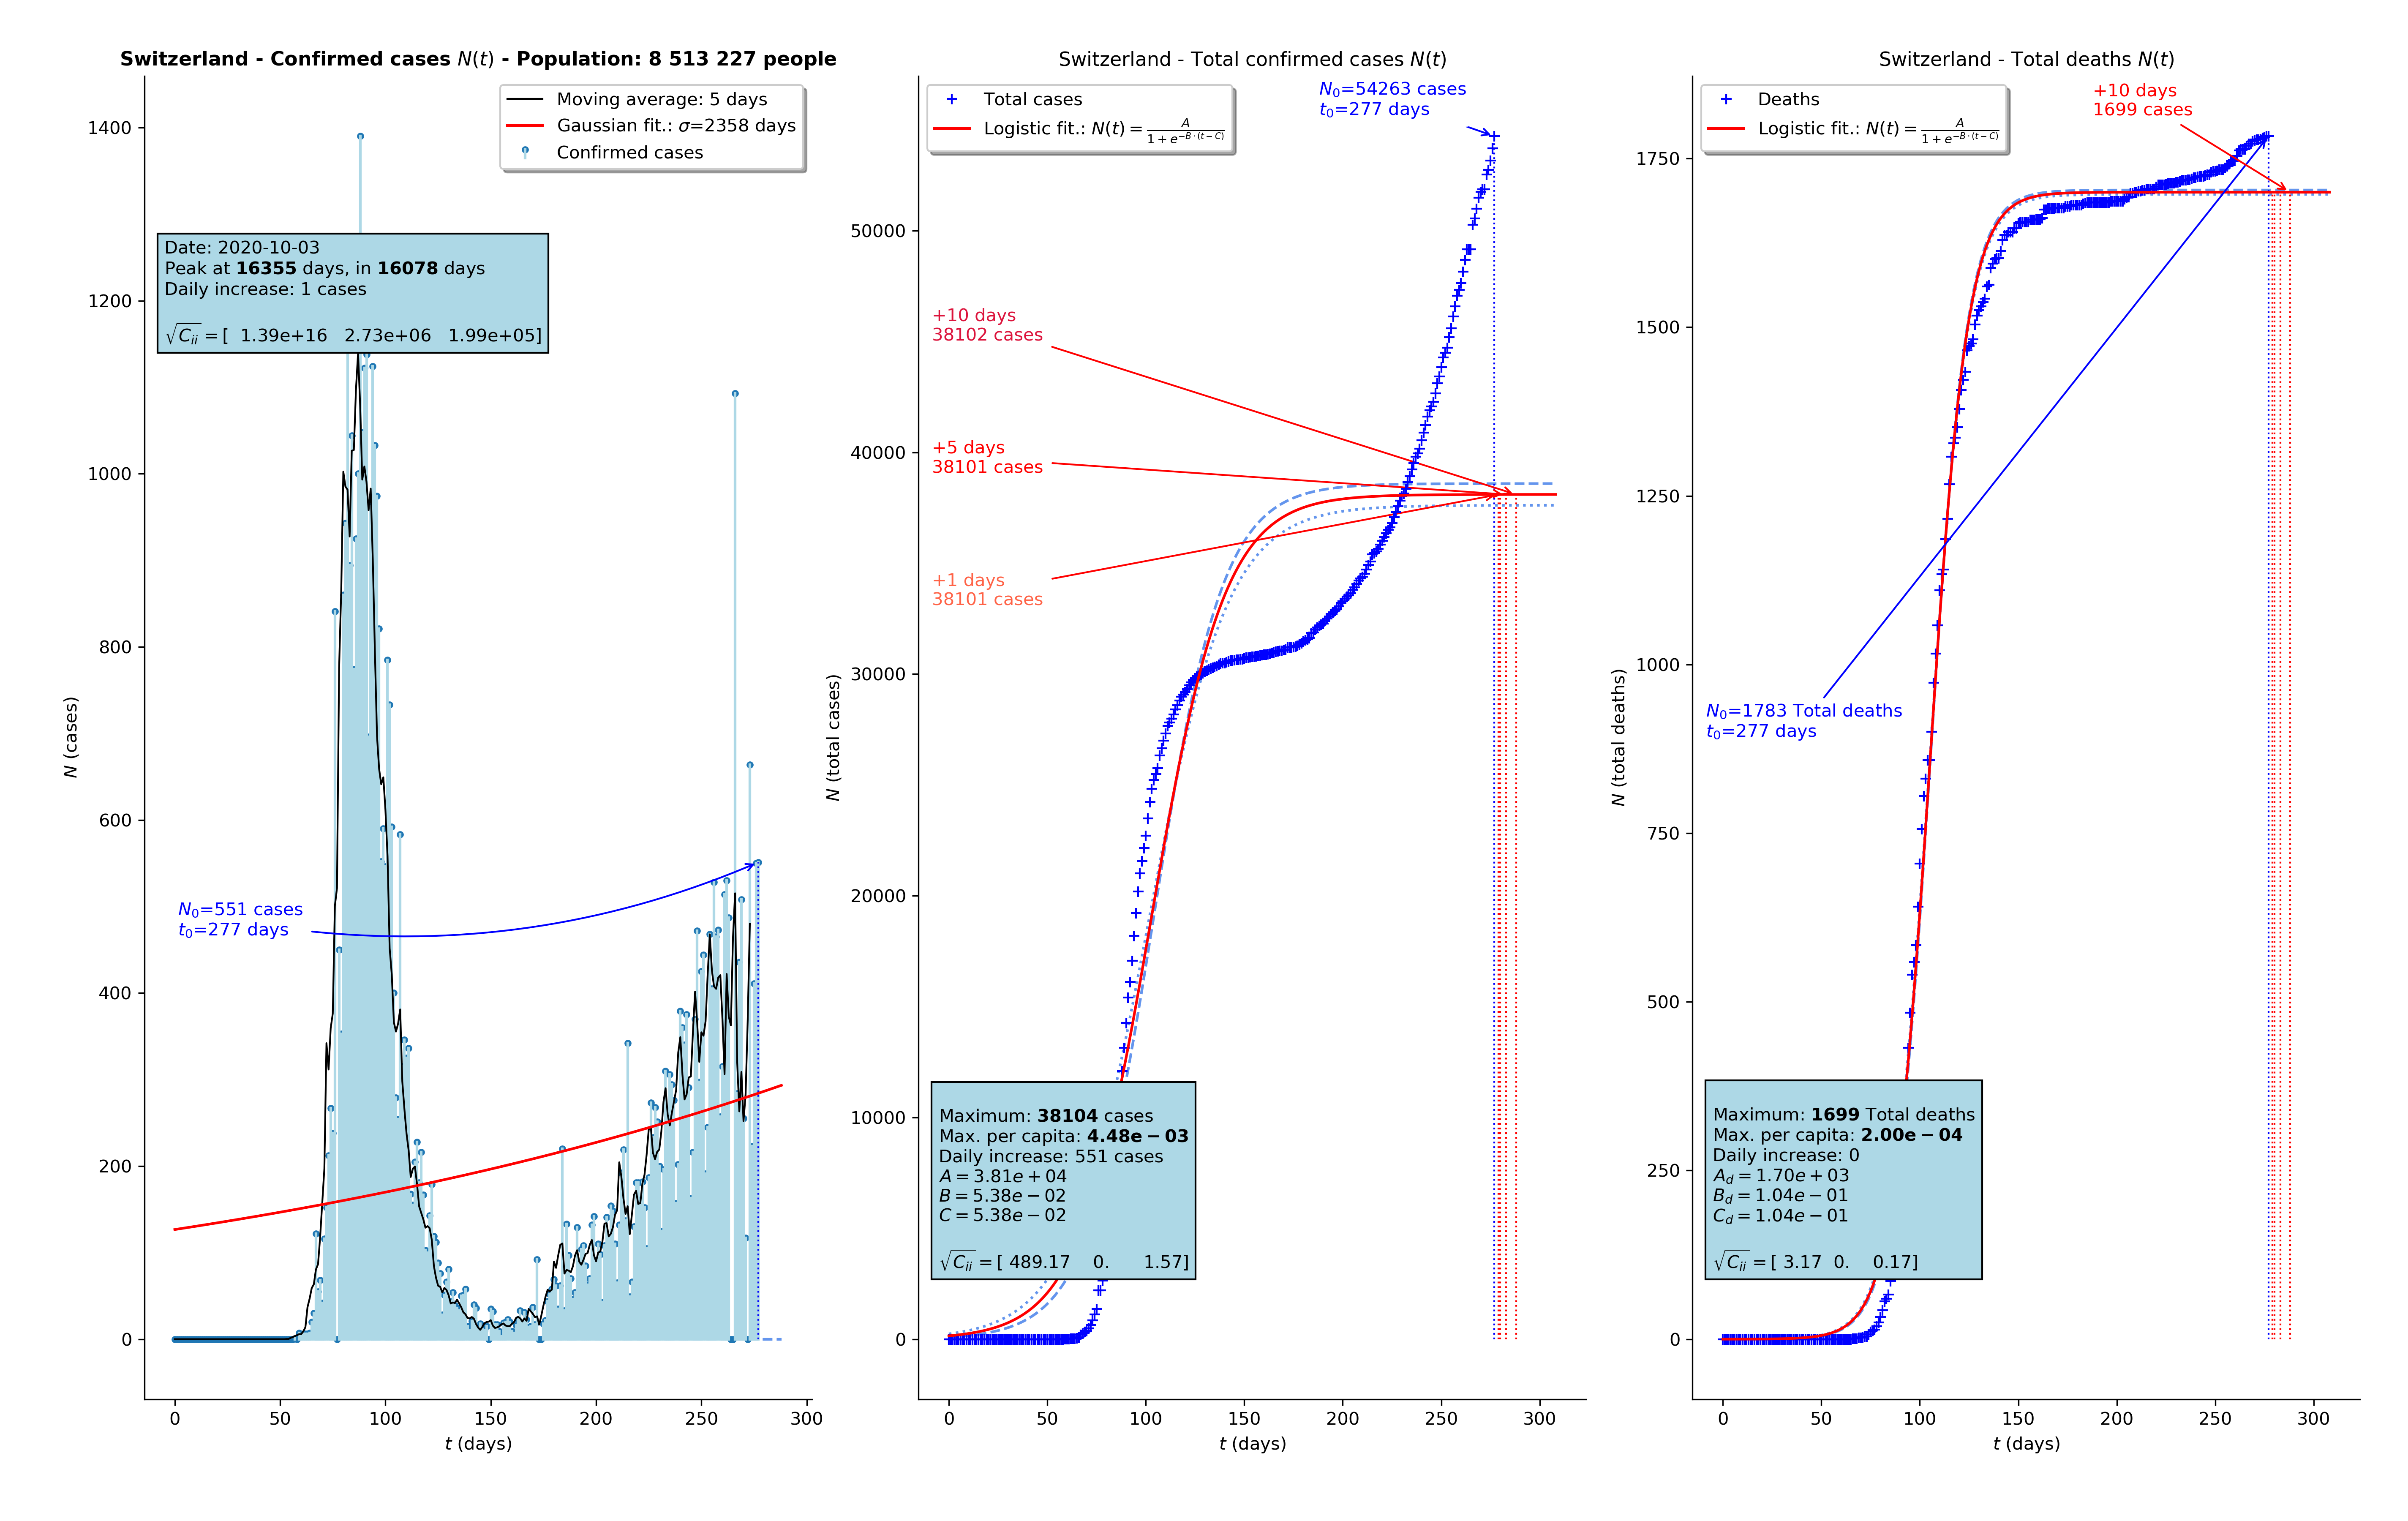 Switzerland - Confirmed cases N(t) - Population: 8 513 227 people
Moving average: 5 days
Gaussian fit.: σ=2358 days
Confirmed cases
Date: 2020-10-03
Peak at 16355 days, in 16078 days
Daily increase: 1 cases
√C_ii = [ 1.39e+16 2.73e+06 1.99e+05]
N₀=551 cases
t₀=277 days
N (cases)
1400
1200
1000
800
600
400
200
0
0 50 100 150 200 250 300
t (days)
Switzerland - Total confirmed cases N(t)
Total cases
Logistic fit.: N(t) = A / (1 + e^(−B·(t−C)))
N₀=54263 cases
t₀=277 days
+10 days
38102 cases
+5 days
38101 cases
+1 days
38101 cases
Maximum: 38104 cases
Max. per capita: 4.48e − 03
Daily increase: 551 cases
A = 3.81e + 04
B = 5.38e − 02
C = 5.38e − 02
√C_ii = [ 489.17 0. 1.57]
N (total cases)
50000
40000
30000
20000
10000
0
0 50 100 150 200 250 300
t (days)
Switzerland - Total deaths N(t)
Deaths
Logistic fit.: N(t) = A / (1 + e^(−B·(t−C)))
+10 days
1699 cases
N₀=1783 Total deaths
t₀=277 days
Maximum: 1699 Total deaths
Max. per capita: 2.00e − 04
Daily increase: 0
A_d = 1.70e + 03
B_d = 1.04e − 01
C_d = 1.04e − 01
√C_ii = [ 3.17 0. 0.17]
N (total deaths)
1750
1500
1250
1000
750
500
250
0
0 50 100 150 200 250 300
t (days)